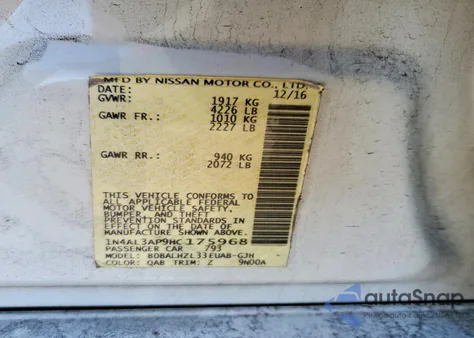 MFD BY NISSAN MOTOR CO., LTD.
DATE: 12/16
GVWR: 1917 KG
4226 LB
GAWR FR.: 1010 KG
2227 LB
GAWR RR.: 940 KG
2072 LB
THIS VEHICLE CONFORMS TO
ALL APPLICABLE FEDERAL
MOTOR VEHICLE SAFETY,
BUMPER, AND THEFT
PREVENTION STANDARDS IN
EFFECT ON THE DATE OF
MANUFACTURE SHOWN ABOVE.
1N4AL3AP9HC175968
PASSENGER CAR 793
MODEL: BDBALHZL33EUAB-GJH
COLOR: QAB TRIM: Z 9N00A
autoSnap